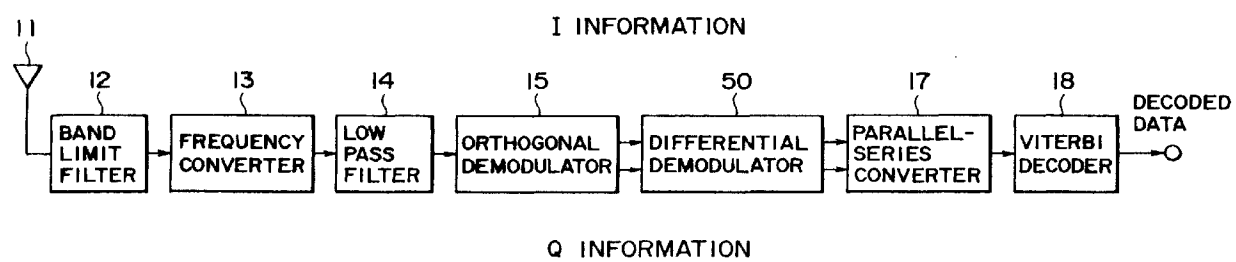 I INFORMATION
11
12
13
14
15
50
17
18
BAND
LIMIT
FILTER
FREQUENCY
CONVERTER
LOW
PASS
FILTER
ORTHOGONAL
DEMODULATOR
DIFFERENTIAL
DEMODULATOR
PARALLEL-
SERIES
CONVERTER
VITERBI
DECODER
DECODED
DATA
Q INFORMATION